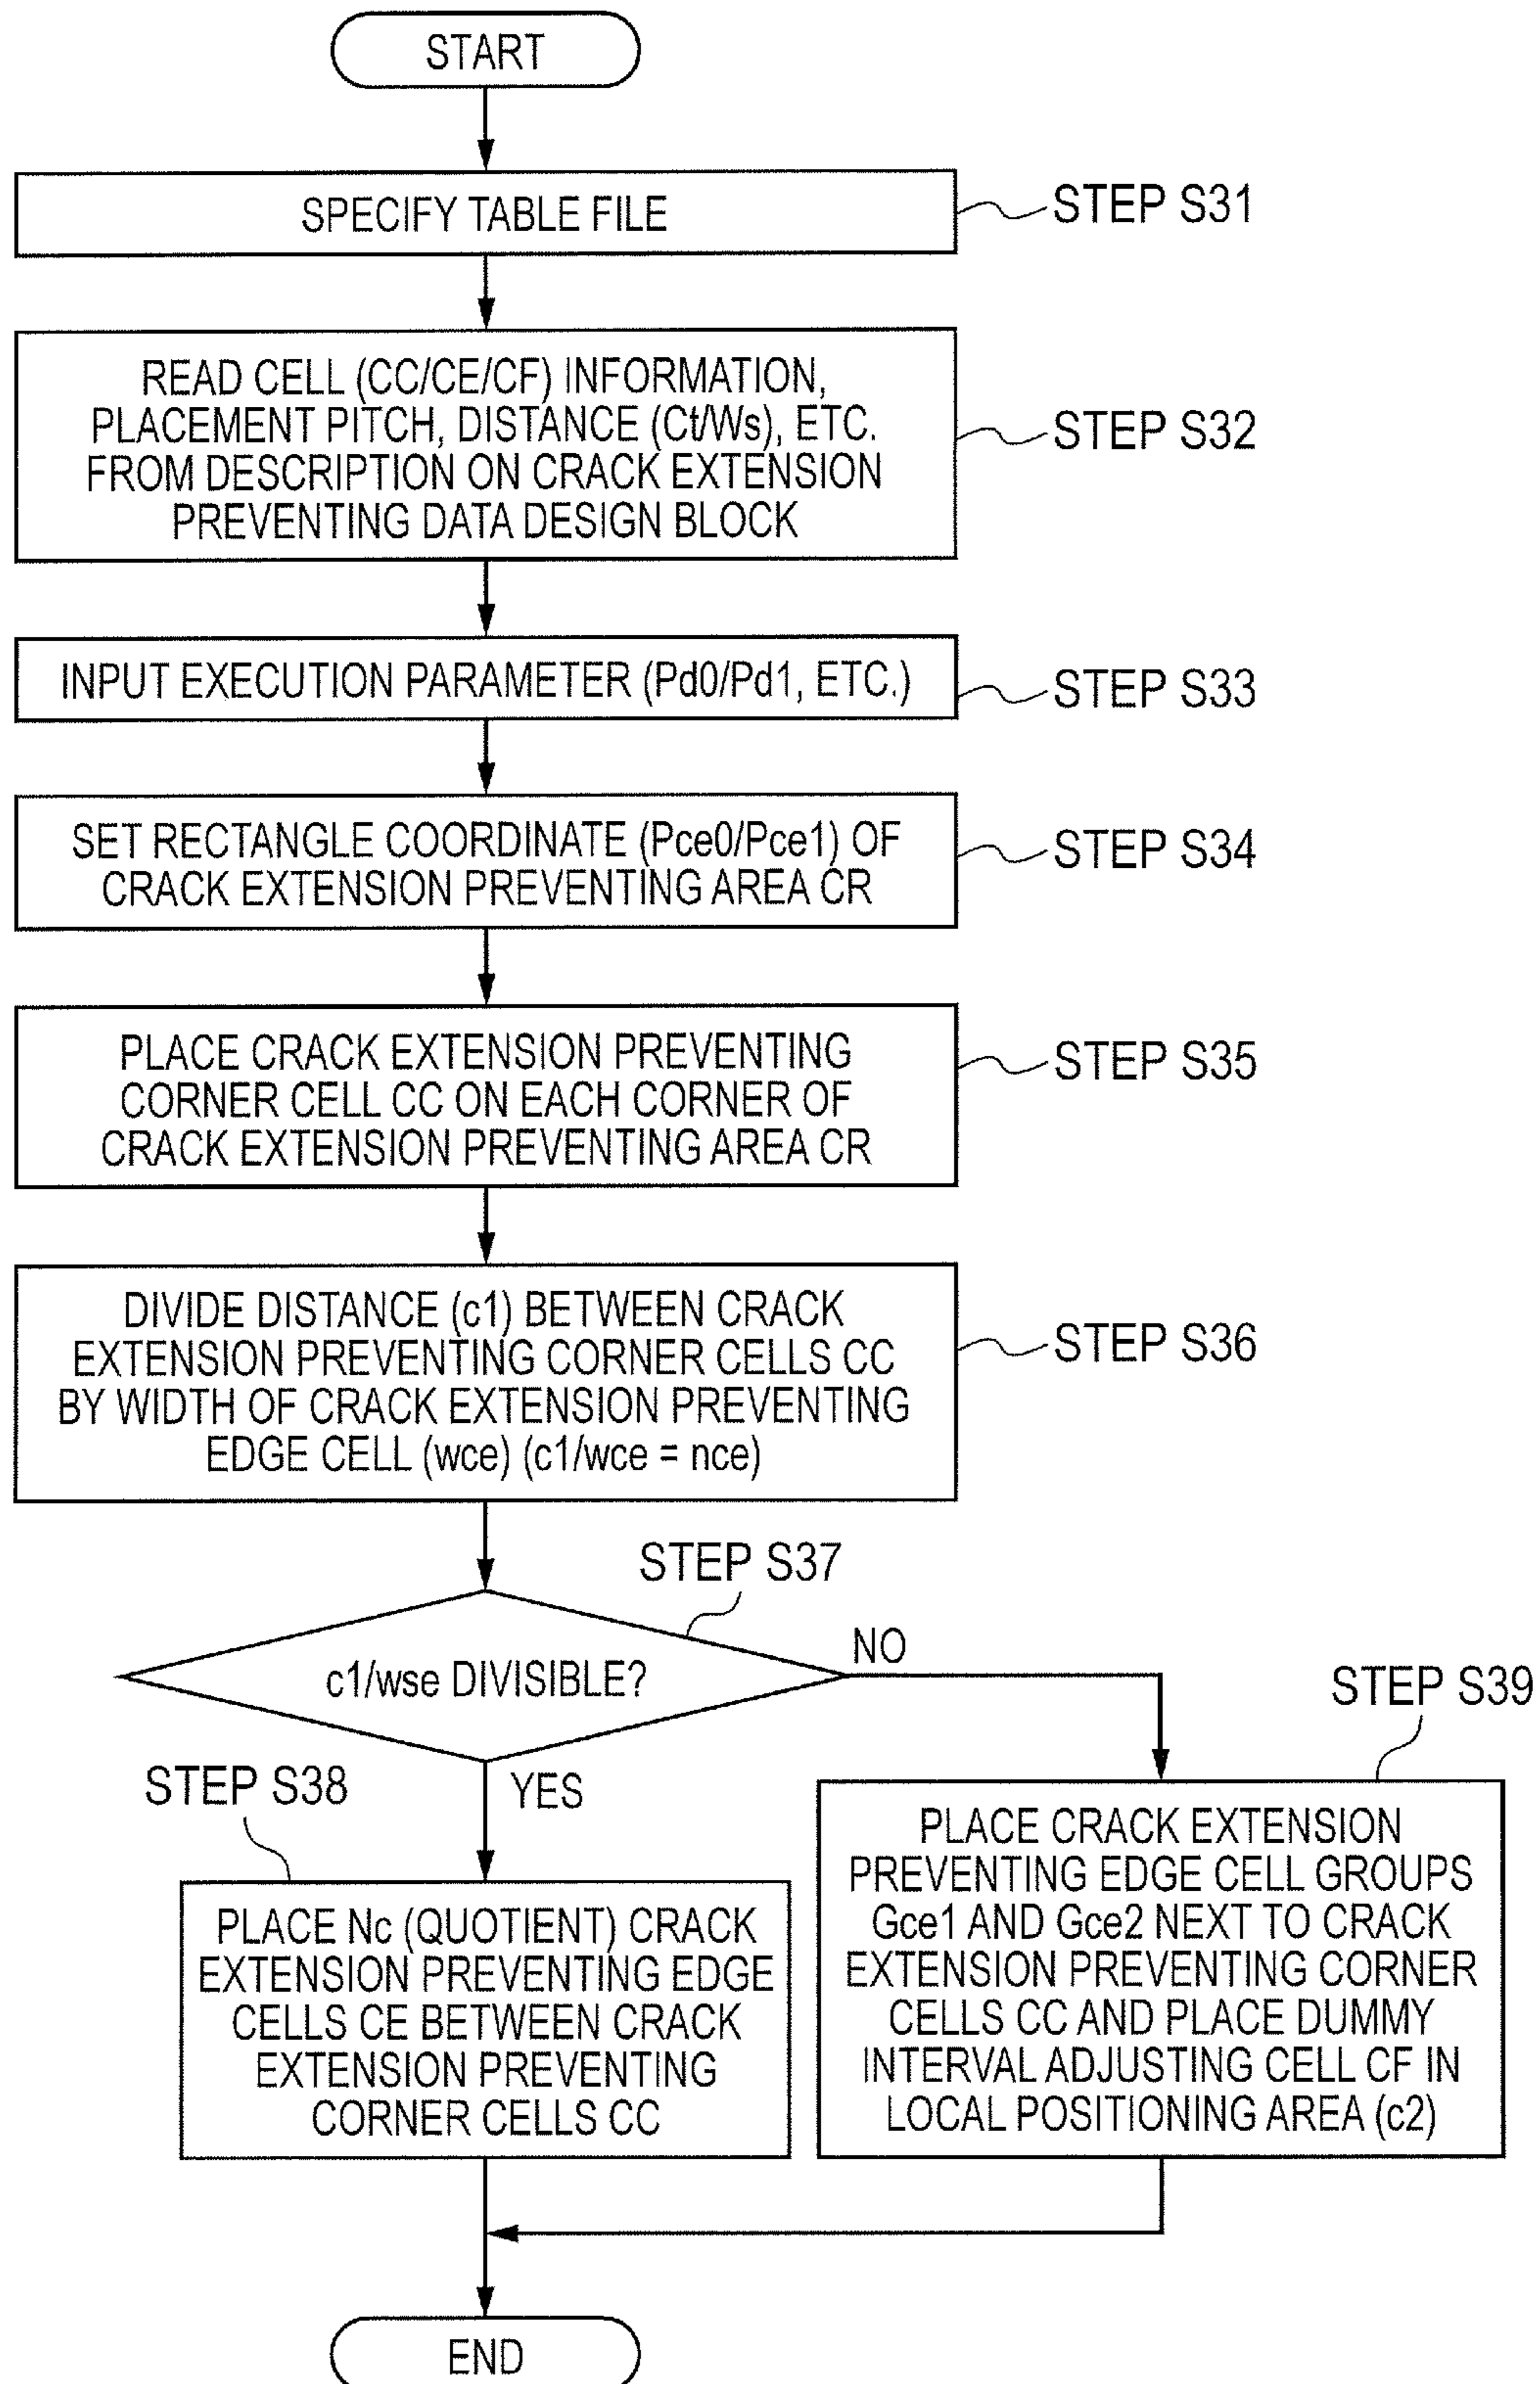 START
SPECIFY TABLE FILE
STEP S31
READ CELL (CC/CE/CF) INFORMATION,
PLACEMENT PITCH, DISTANCE (Ct/Ws), ETC.
FROM DESCRIPTION ON CRACK EXTENSION
PREVENTING DATA DESIGN BLOCK
STEP S32
INPUT EXECUTION PARAMETER (Pd0/Pd1, ETC.)
STEP S33
SET RECTANGLE COORDINATE (Pce0/Pce1) OF
CRACK EXTENSION PREVENTING AREA CR
STEP S34
PLACE CRACK EXTENSION PREVENTING
CORNER CELL CC ON EACH CORNER OF
CRACK EXTENSION PREVENTING AREA CR
STEP S35
DIVIDE DISTANCE (c1) BETWEEN CRACK
EXTENSION PREVENTING CORNER CELLS CC
BY WIDTH OF CRACK EXTENSION PREVENTING
EDGE CELL (wce) (c1/wce = nce)
STEP S36
STEP S37
c1/wse DIVISIBLE?
NO
YES
STEP S38
PLACE Nc (QUOTIENT) CRACK
EXTENSION PREVENTING EDGE
CELLS CE BETWEEN CRACK
EXTENSION PREVENTING
CORNER CELLS CC
STEP S39
PLACE CRACK EXTENSION
PREVENTING EDGE CELL GROUPS
Gce1 AND Gce2 NEXT TO CRACK
EXTENSION PREVENTING CORNER
CELLS CC AND PLACE DUMMY
INTERVAL ADJUSTING CELL CF IN
LOCAL POSITIONING AREA (c2)
END